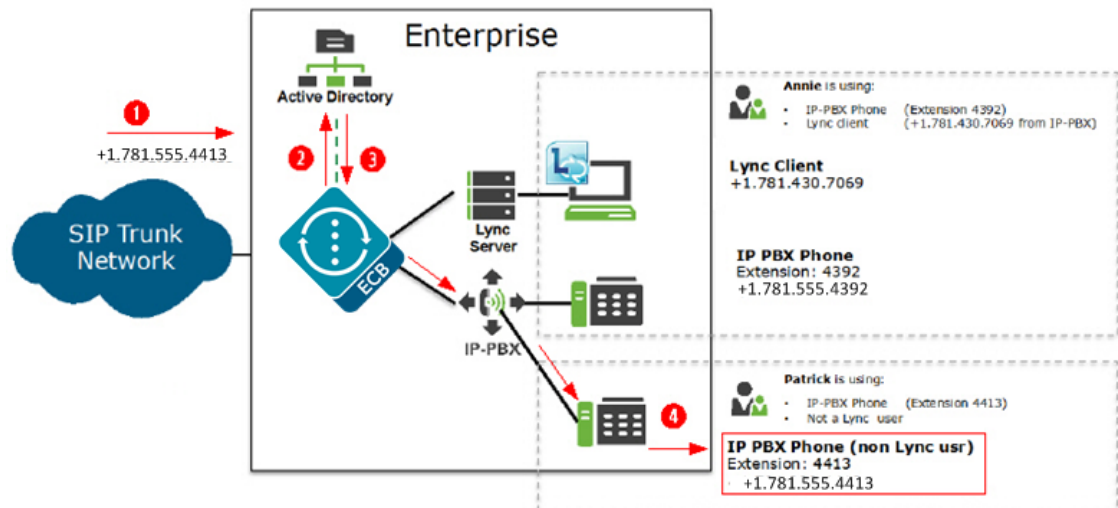 Enterprise
Active Directory
1
+1.781.555.4413
2
3
SIP Trunk
Network
ECB
L
Lync
Server
IP-PBX
4
Annie is using:
• IP-PBX Phone (Extension 4392)
• Lync client (+1.781.430.7069 from IP-PBX)
Lync Client
+1.781.430.7069
IP PBX Phone
Extension: 4392
+1.781.555.4392
Patrick is using:
• IP-PBX Phone (Extension 4413)
• Not a Lync user
IP PBX Phone (non Lync usr)
Extension: 4413
+1.781.555.4413